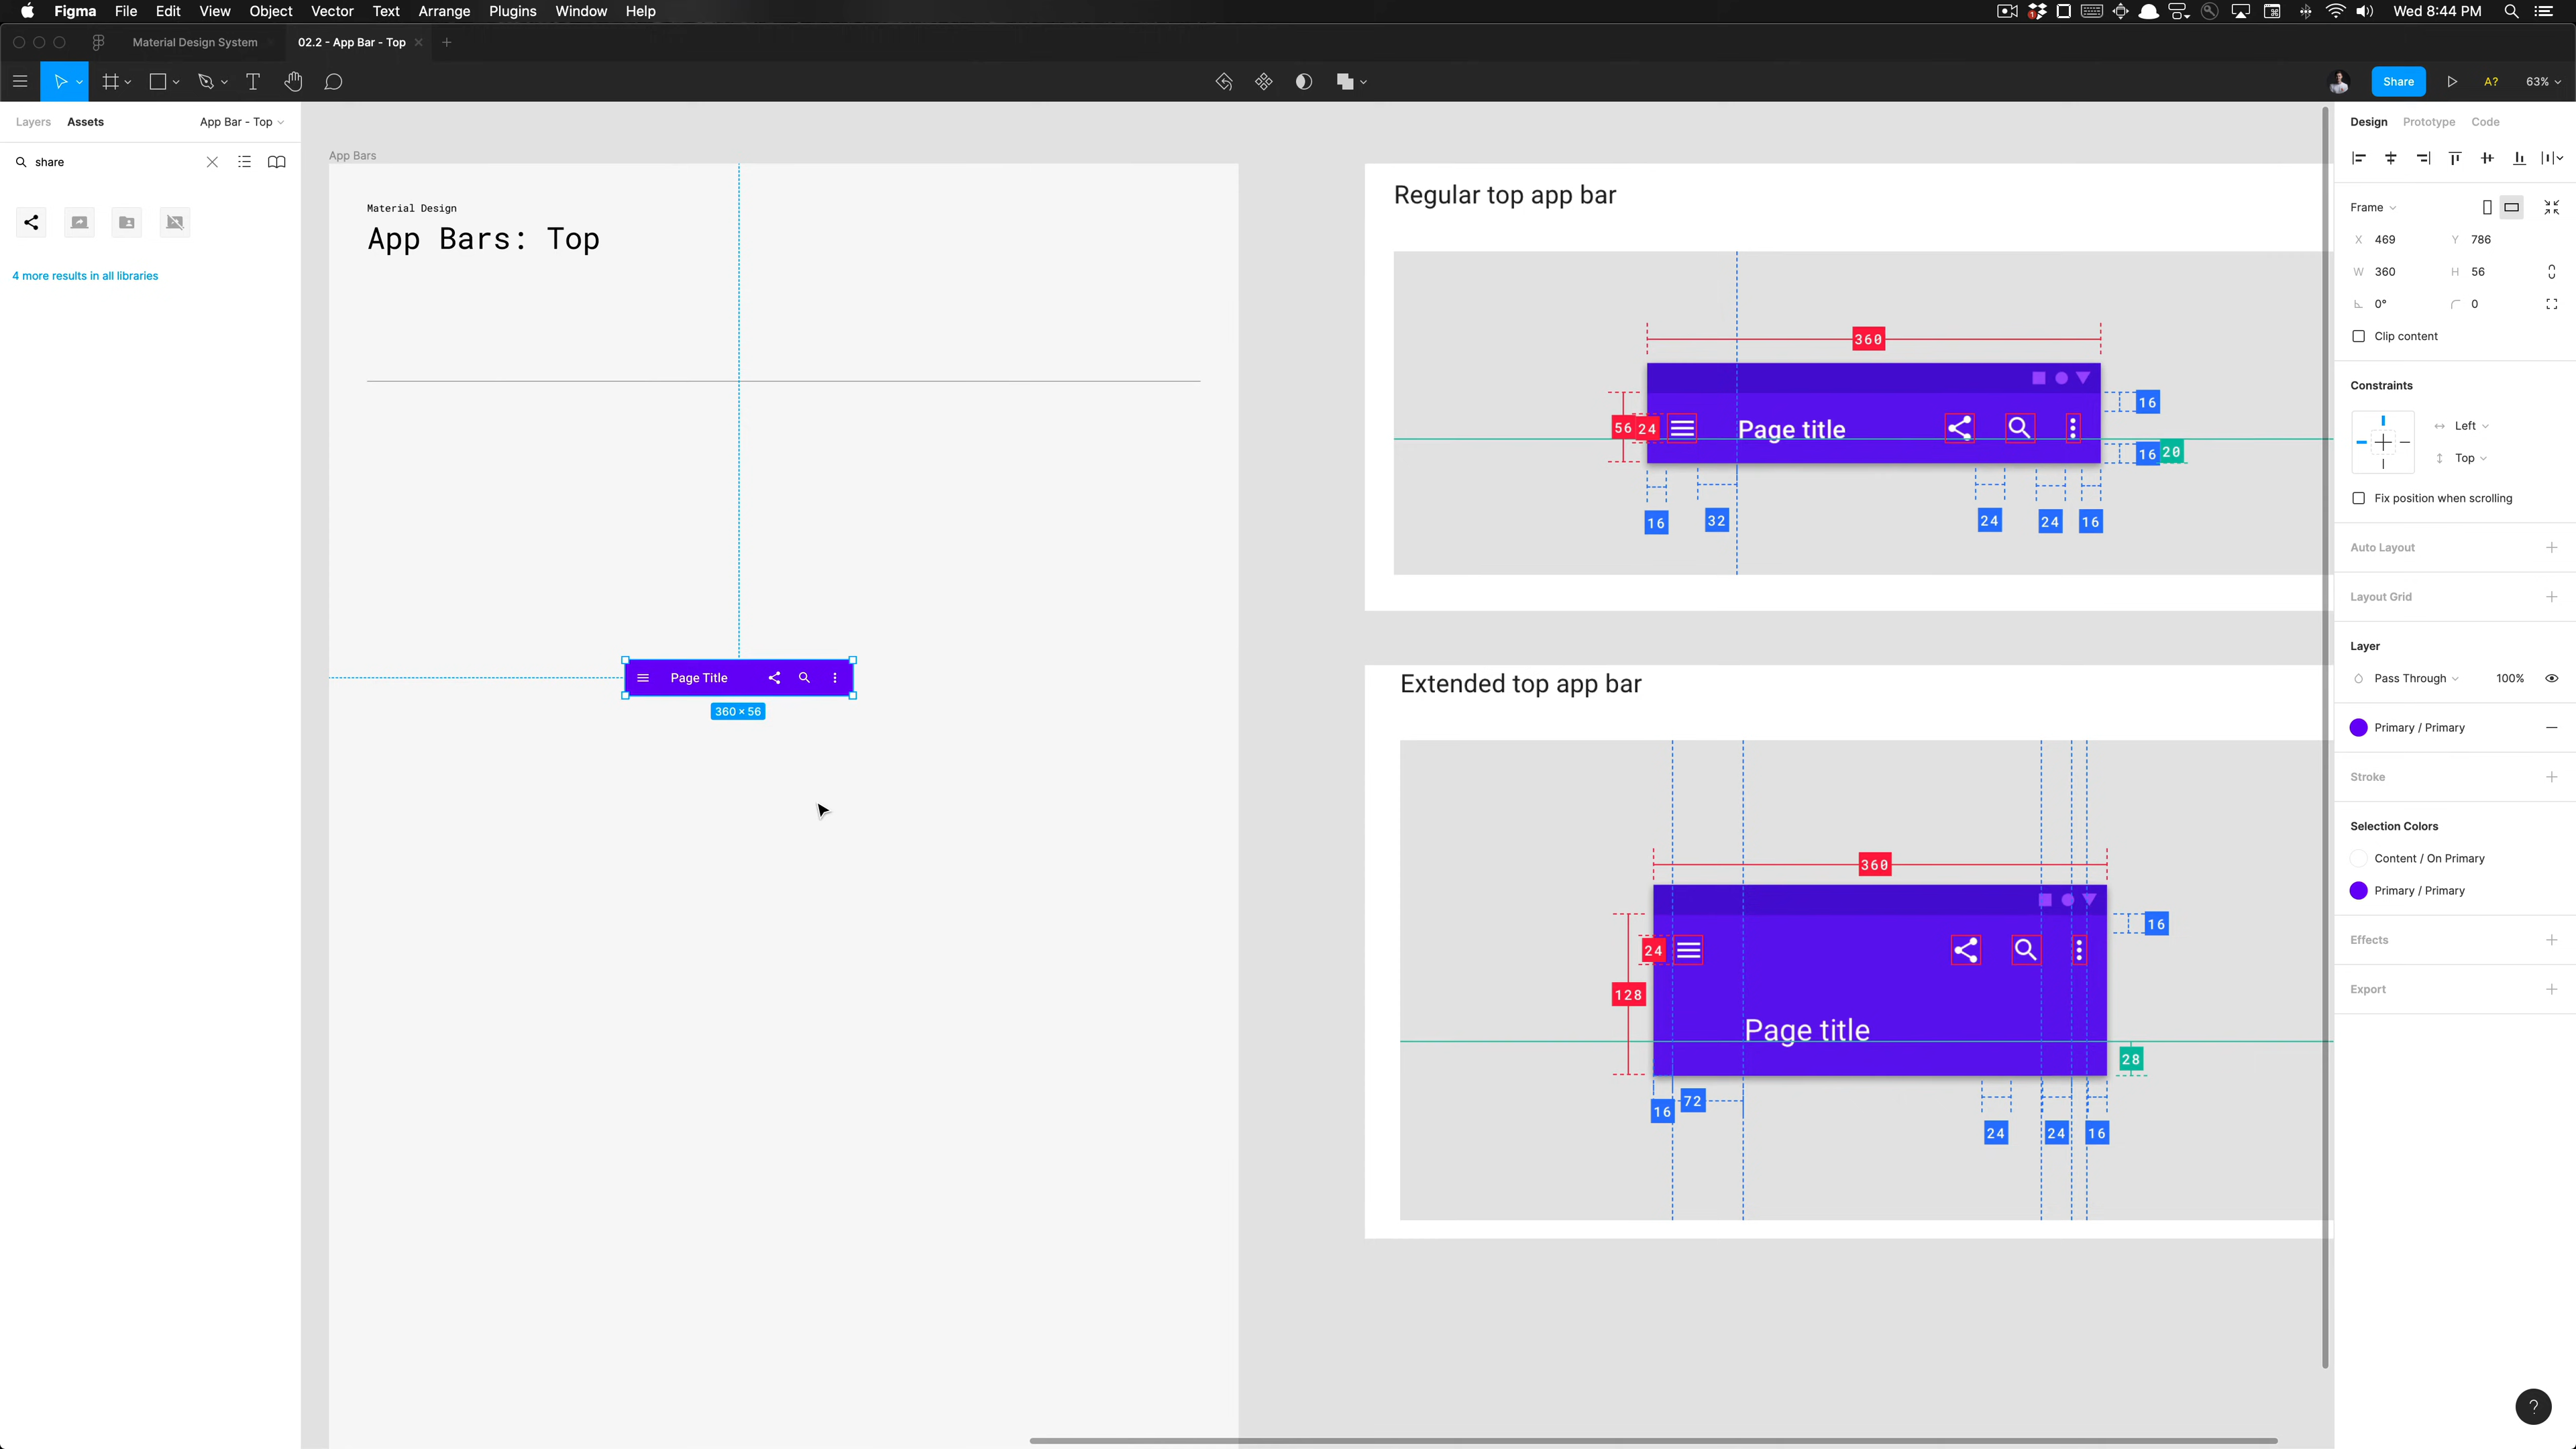 Figma File Edit View Object Vector Text Arrange Plugins Window Help
Wed 8:44 PM
Material Design System
02.2 - App Bar - Top
Share
A?
63%
Layers Assets App Bar - Top
share
4 more results in all libraries
App Bars
Material Design
App Bars: Top
Page Title
360 × 56
Regular top app bar
360
56 24 Page title
16
16 20
16 32 24 24 16
Extended top app bar
360
16
24
128
Page title
28
16 72
24 24 16
Design Prototype Code
Frame
X 469 Y 786
W 360 H 56
0° 0
Clip content
Constraints
Left
Top
Fix position when scrolling
Auto Layout
Layout Grid
Layer
Pass Through 100%
Primary / Primary
Stroke
Selection Colors
Content / On Primary
Primary / Primary
Effects
Export
?